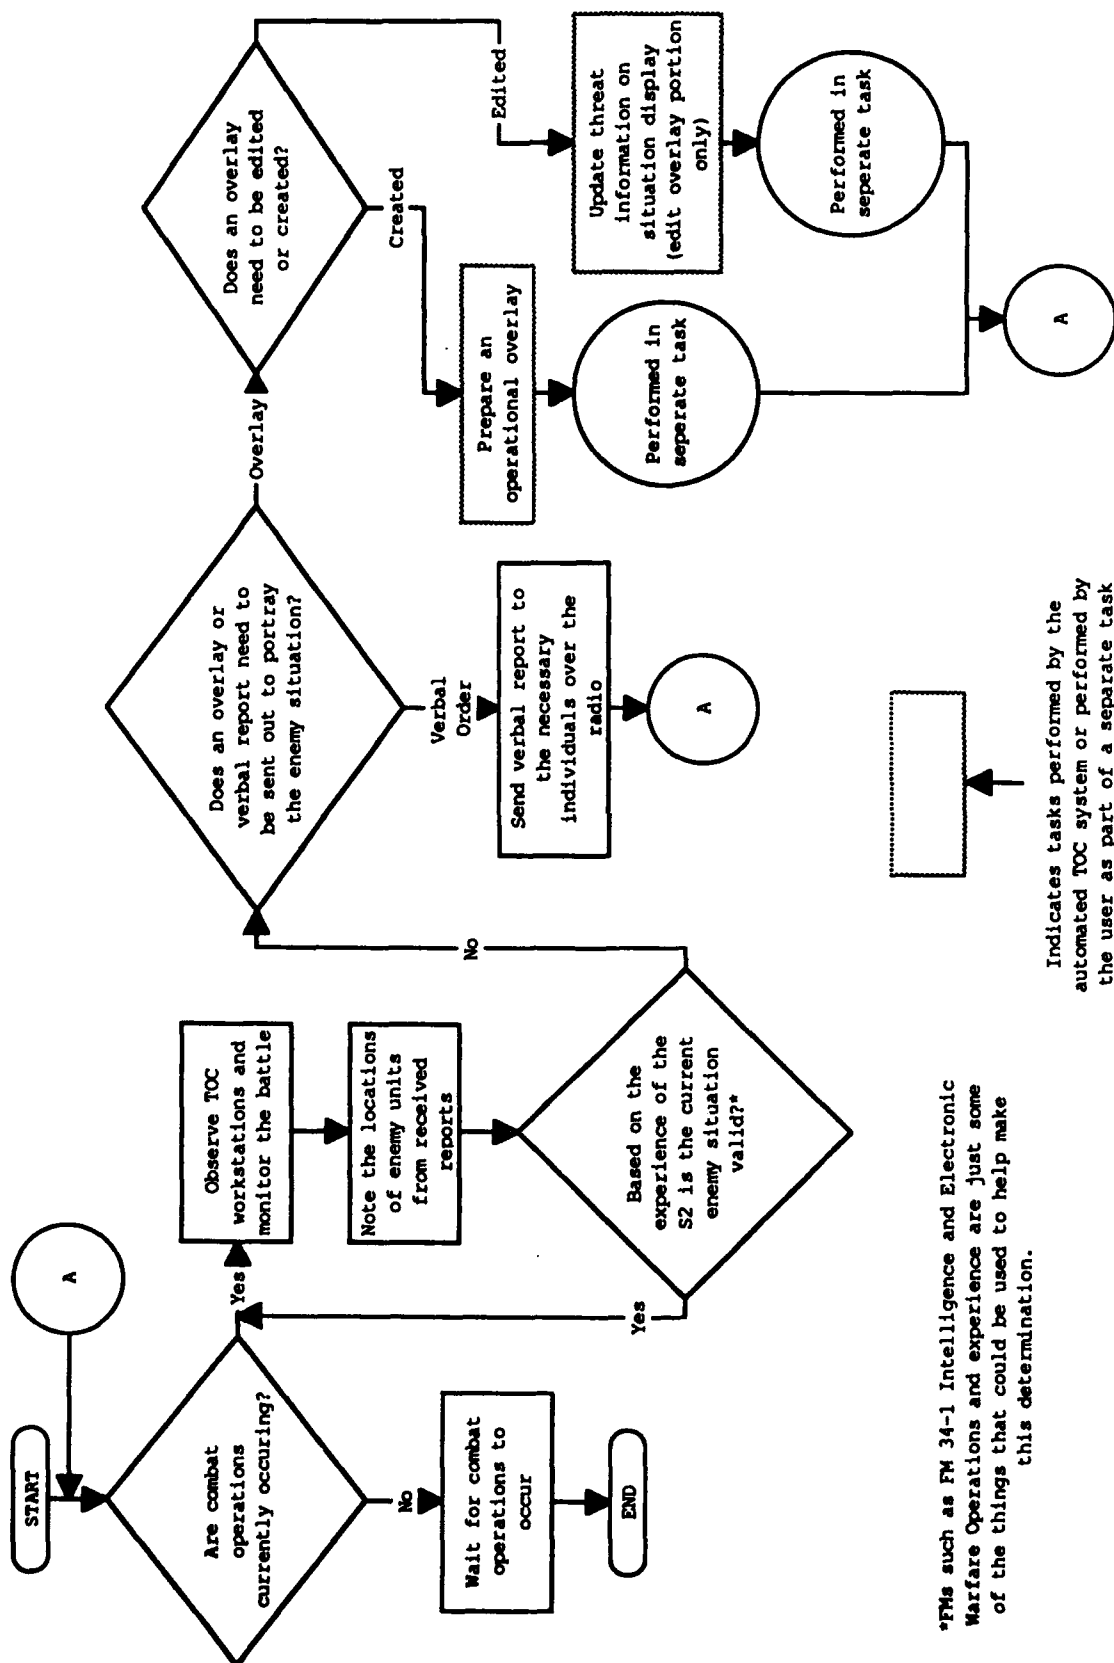 START
A
Are combat
operations
currently occuring?
No
Wait for combat
operations to
occur
END
Yes
Observe TOC
workstations and
monitor the battle
Note the locations
of enemy units
from received
reports
Based on the
experience of the
S2 is the current
enemy situation
valid?*
Yes
No
Does an overlay or
verbal report need to
be sent out to portray
the enemy situation?
Verbal
Order
Send verbal report to
the necessary
individuals over the
radio
A
Overlay
Does an overlay
need to be edited
or created?
Created
Prepare an
operational overlay
Performed in
seperate task
Edited
Update threat
information on
situation display
(edit overlay portion
only)
Performed in
seperate task
A
*FMs such as FM 34-1 Intelligence and Electronic
Warfare Operations and experience are just some
of the things that could be used to help make
this determination.
Indicates tasks performed by the
automated TOC system or performed by
the user as part of a separate task